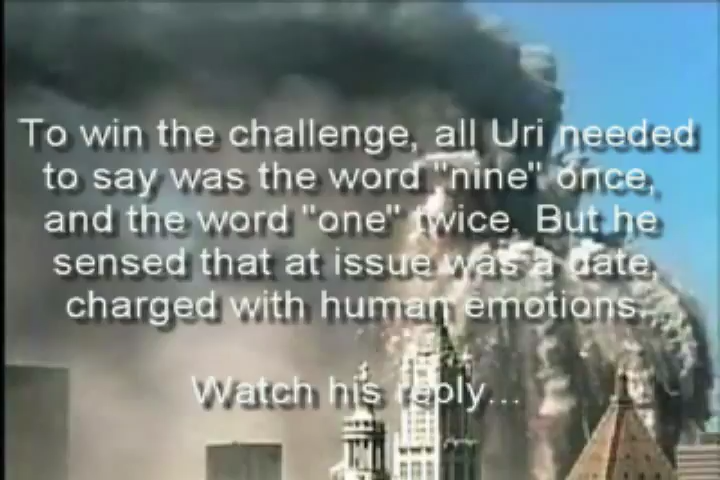 To win the challenge, all Uri needed
to say was the word "nine" once,
and the word "one" twice. But he
sensed that at issue was a date,
charged with human emotions.
Watch his reply...